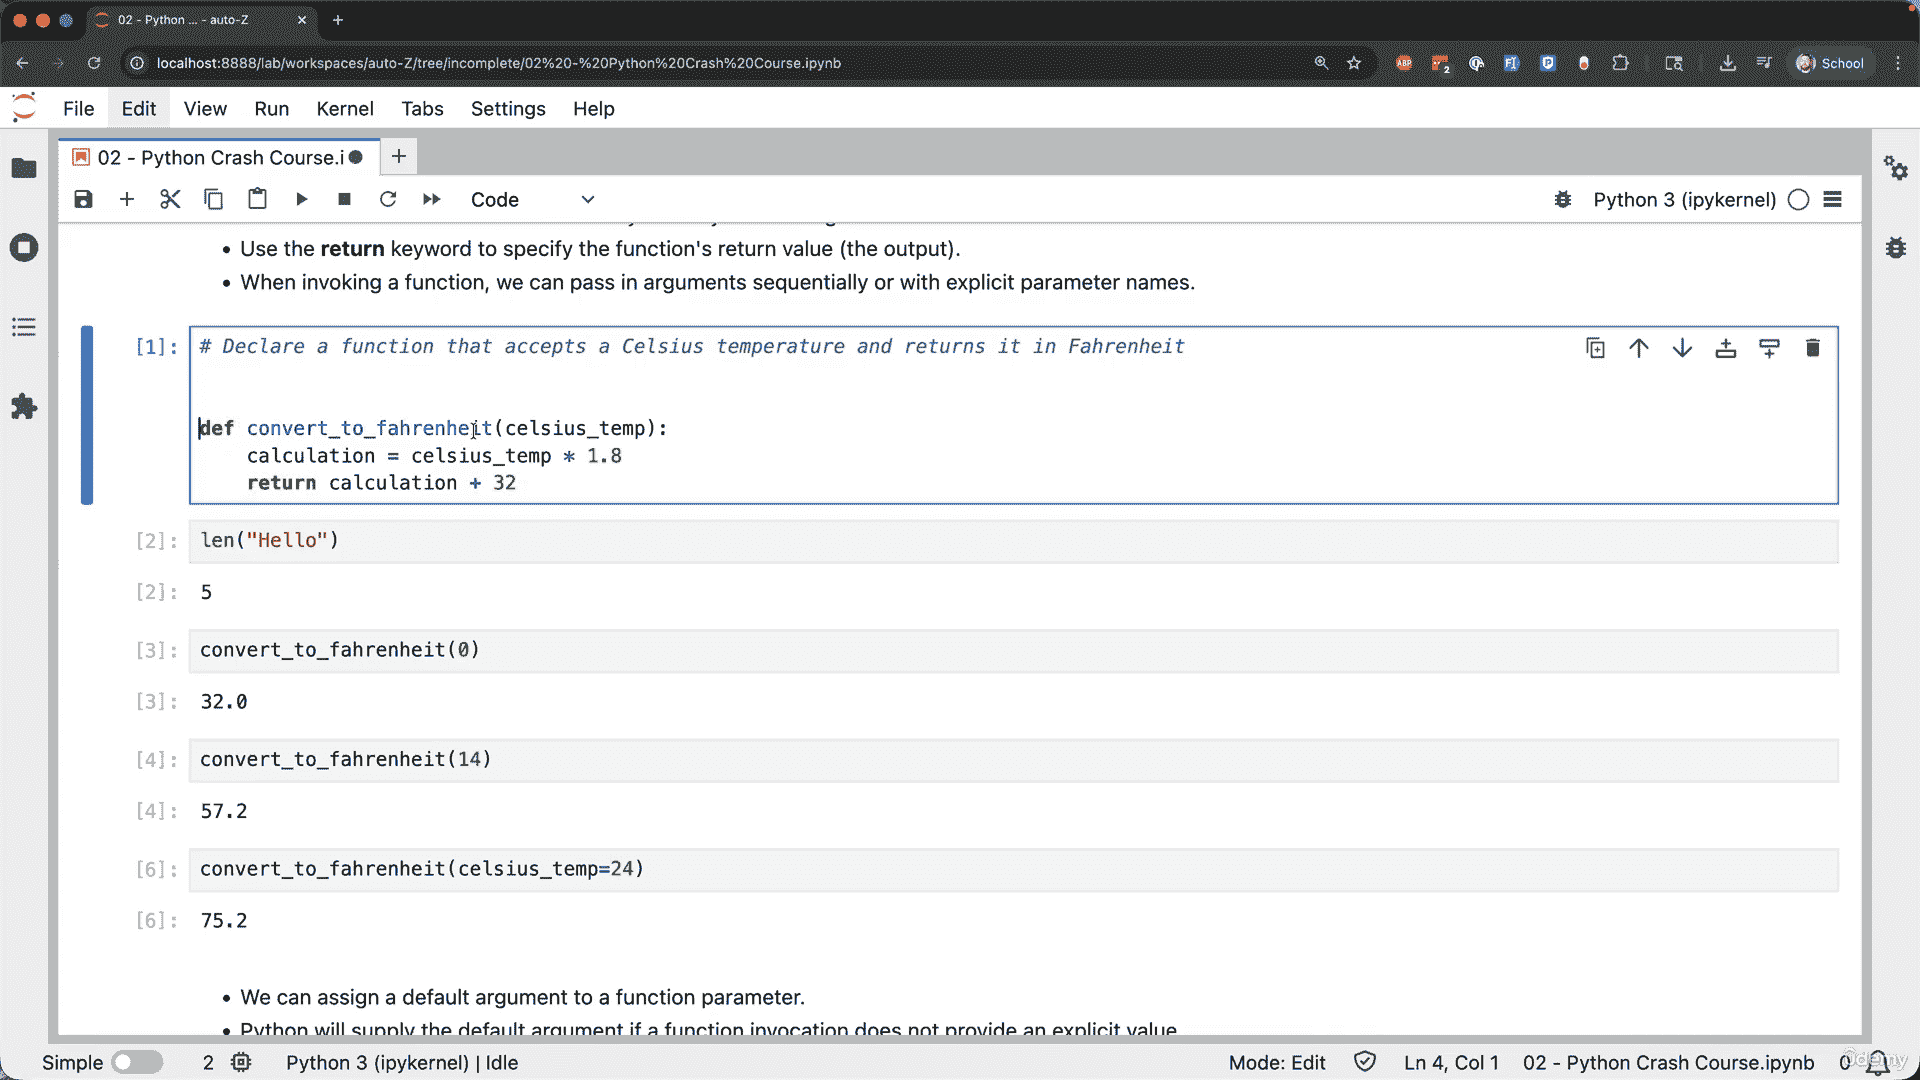 02 - Python ... - auto-Z
localhost:8888/lab/workspaces/auto-Z/tree/incomplete/02%20-%20Python%20Crash%20Course.ipynb
ABP
2
School
File Edit View Run Kernel Tabs Settings Help
02 - Python Crash Course.i
Code
Python 3 (ipykernel)
Use the return keyword to specify the function's return value (the output).
When invoking a function, we can pass in arguments sequentially or with explicit parameter names.
[1]: # Declare a function that accepts a Celsius temperature and returns it in Fahrenheit
def convert_to_fahrenheit(celsius_temp):
calculation = celsius_temp * 1.8
return calculation + 32
[2]: len("Hello")
[2]: 5
[3]: convert_to_fahrenheit(0)
[3]: 32.0
[4]: convert_to_fahrenheit(14)
[4]: 57.2
[6]: convert_to_fahrenheit(celsius_temp=24)
[6]: 75.2
We can assign a default argument to a function parameter.
Python will supply the default argument if a function invocation does not provide an explicit value
Simple 2 Python 3 (ipykernel) | Idle Mode: Edit Ln 4, Col 1 02 - Python Crash Course.ipynb 0
udemy